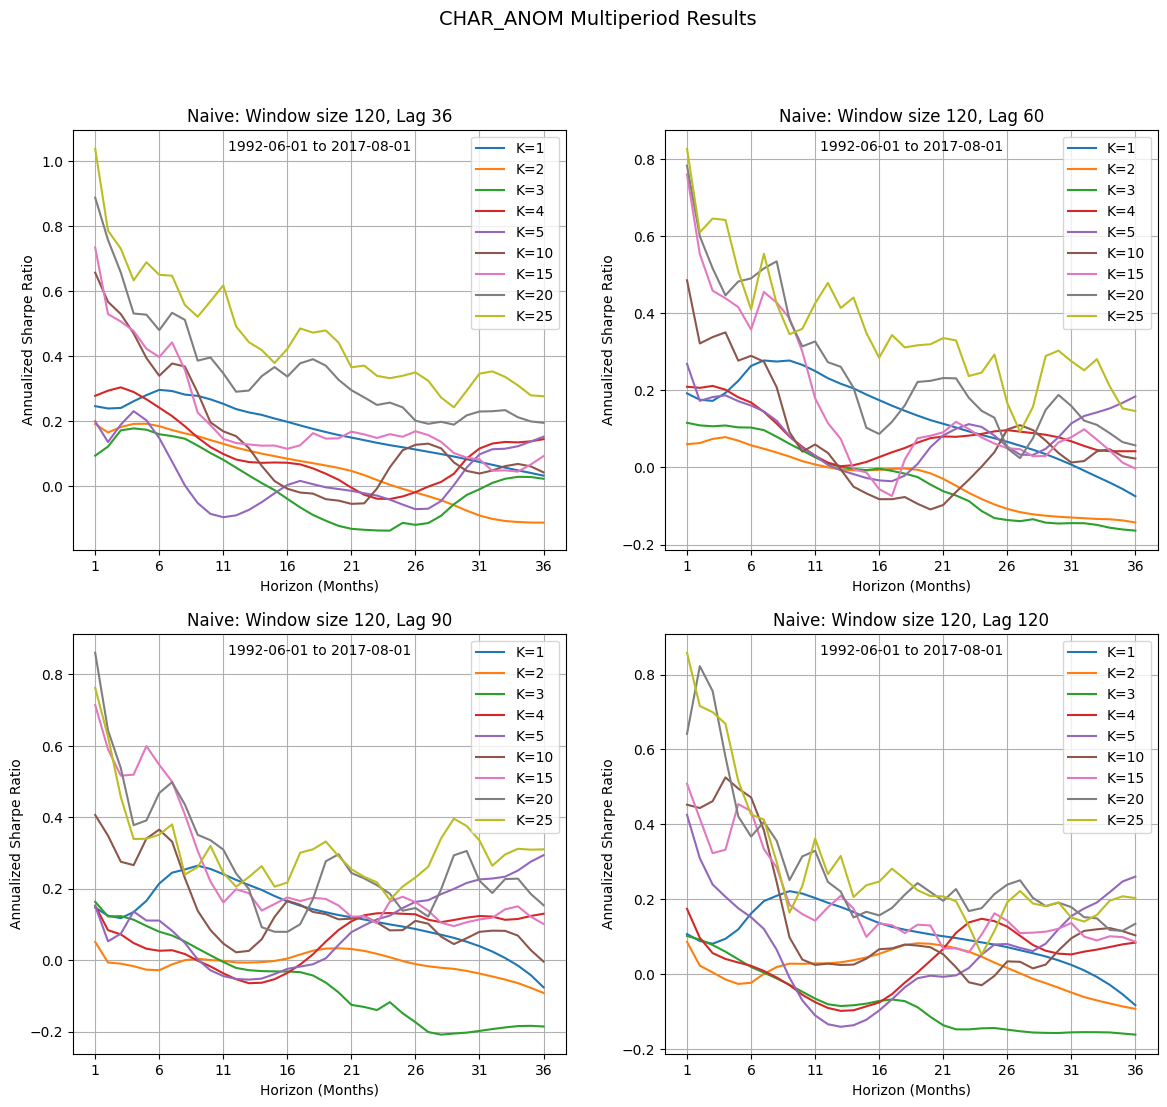 CHAR_ANOM Multiperiod Results
Naive: Window size 120, Lag 36
1992-06-01 to 2017-08-01
K=1
K=2
K=3
K=4
K=5
K=10
K=15
K=20
K=25
Annualized Sharpe Ratio
1.0
0.8
0.6
0.4
0.2
0.0
1 6 11 16 21 26 31 36
Horizon (Months)
Naive: Window size 120, Lag 60
1992-06-01 to 2017-08-01
K=1
K=2
K=3
K=4
K=5
K=10
K=15
K=20
K=25
Annualized Sharpe Ratio
0.8
0.6
0.4
0.2
0.0
−0.2
1 6 11 16 21 26 31 36
Horizon (Months)
Naive: Window size 120, Lag 90
1992-06-01 to 2017-08-01
K=1
K=2
K=3
K=4
K=5
K=10
K=15
K=20
K=25
Annualized Sharpe Ratio
0.8
0.6
0.4
0.2
0.0
−0.2
1 6 11 16 21 26 31 36
Horizon (Months)
Naive: Window size 120, Lag 120
1992-06-01 to 2017-08-01
K=1
K=2
K=3
K=4
K=5
K=10
K=15
K=20
K=25
Annualized Sharpe Ratio
0.8
0.6
0.4
0.2
0.0
−0.2
1 6 11 16 21 26 31 36
Horizon (Months)